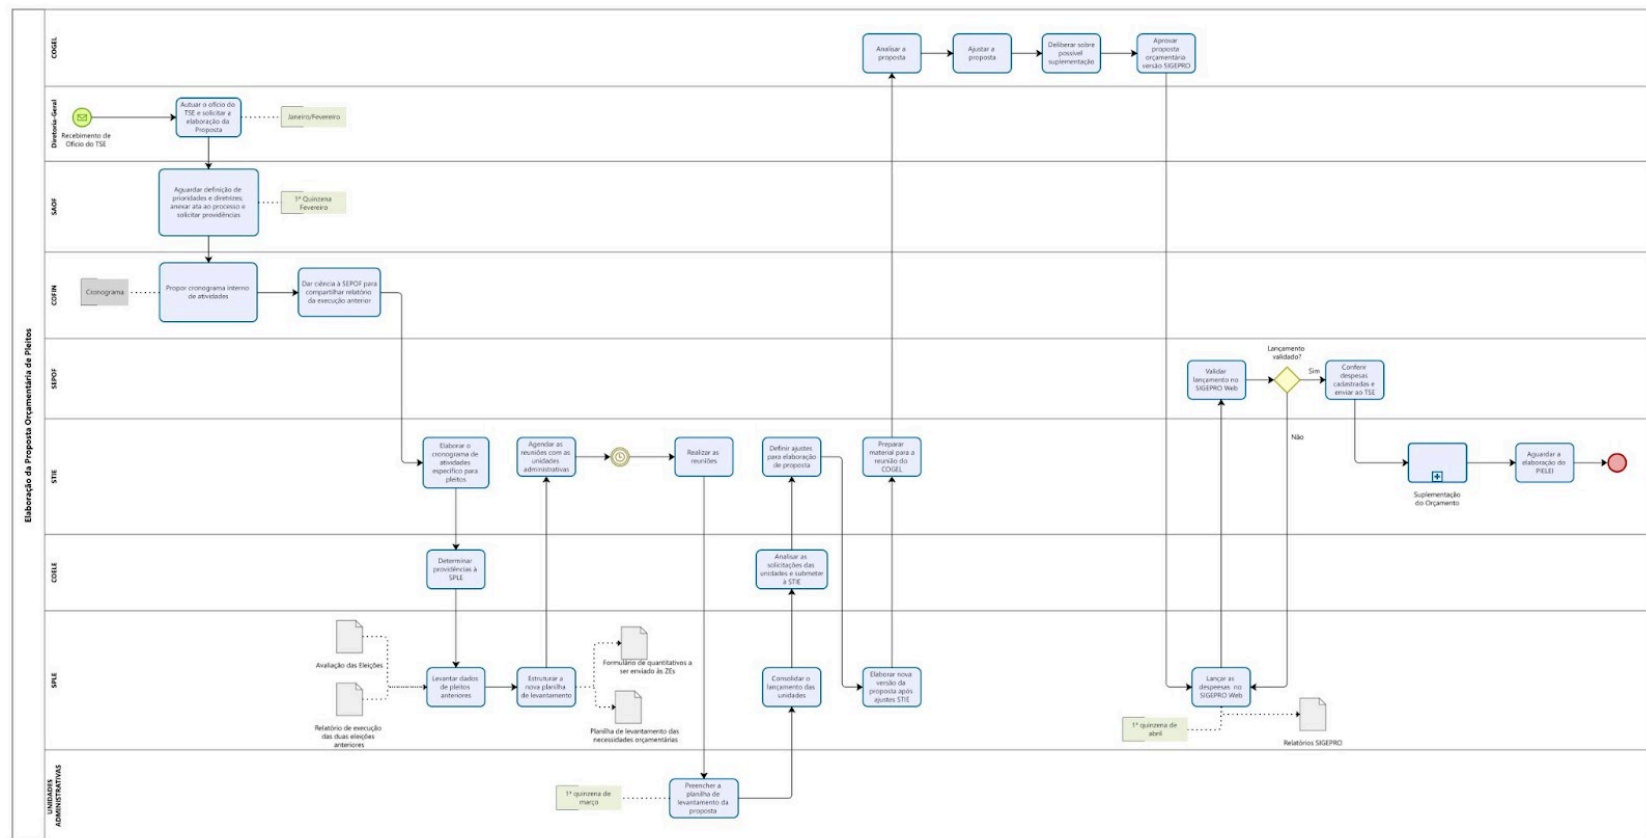 Elaboração da Proposta Orçamentária de Pleitos
COGEL
Analisar a
proposta
Ajustar a
proposta
Deliberar sobre
possível
suplementação
Aprovar
proposta
orçamentária
versão SIGEPRO
Diretoria-Geral
Recebimento de
Ofício do TSE
Autuar o ofício do
TSE e solicitar a
elaboração da
Proposta
Janeiro/Fevereiro
SAOF
Aguardar definição de
prioridades e diretrizes;
anexar ata ao processo e
solicitar providências
1ª Quinzena
Fevereiro
COFIN
Cronograma
Propor cronograma interno
de atividades
Dar ciência à SEPOF para
compartilhar relatório
da execução anterior
SEPOF
Validar
lançamento no
SIGEPRO Web
Lançamento
validado?
Sim
Não
Conferir
despesas
cadastradas e
enviar ao TSE
STIE
Elaborar o
cronograma de
atividades
específico para
pleitos
Agendar as
reuniões com as
unidades
administrativas
Realizar as
reuniões
Definir ajustes
para elaboração
de proposta
Preparar
material para a
reunião do
COGEL
Suplementação
do Orçamento
Aguardar a
elaboração do
PIELEI
COELE
Determinar
providências à
SPLE
Analisar as
solicitações das
unidades e submeter
à STIE
SPLE
Avaliação das Eleições
Relatório de execução
das duas eleições
anteriores
Levantar dados
de pleitos
anteriores
Estruturar a
nova planilha
de levantamento
Formulário de quantitativos a
ser enviado às ZEs
Planilha de levantamento das
necessidades orçamentárias
Consolidar o
lançamento das
unidades
Elaborar nova
versão da
proposta após
ajustes STIE
Lançar as
despeesas no
SIGEPRO Web
1ª quinzena de
abril
Relatórios SIGEPRO
UNIDADES
ADMINISTRATIVAS
1ª quinzena de
março
Preencher a
planilha de
levantamento da
proposta